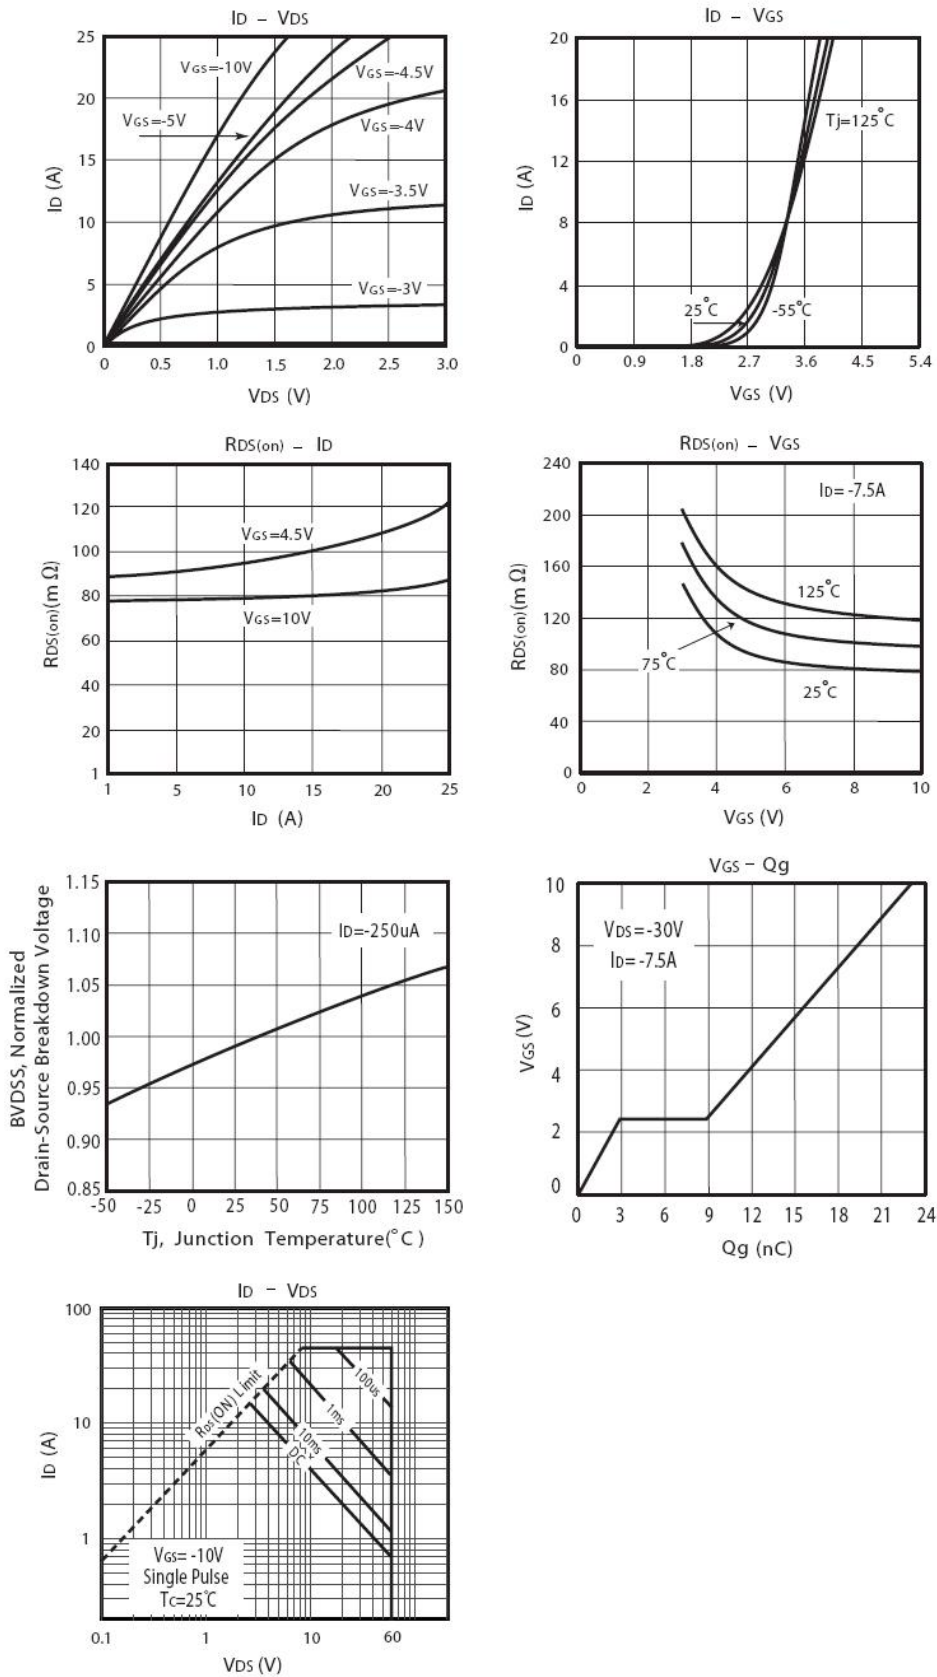 ID – VDS
25
20
15
10
5
0
ID (A)
VGS=-10V
VGS=-5V
VGS=-4.5V
VGS=-4V
VGS=-3.5V
VGS=-3V
0 0.5 1.0 1.5 2.0 2.5 3.0
VDS (V)
ID – VGS
20
16
12
8
4
0
ID (A)
Tj=125°C
25°C
-55°C
0 0.9 1.8 2.7 3.6 4.5 5.4
VGS (V)
RDS(on) – ID
140
120
100
80
60
40
20
1
RDS(on)(m Ω)
VGS=4.5V
VGS=10V
1 5 10 15 20 25
ID (A)
RDS(on) – VGS
240
200
160
120
80
40
0
RDS(on)(m Ω)
ID= -7.5A
125°C
75°C
25°C
0 2 4 6 8 10
VGS (V)
1.15
1.10
1.05
1.00
0.95
0.90
0.85
BVDSS, Normalized
Drain-Source Breakdown Voltage
ID=-250uA
-50 -25 0 25 50 75 100 125 150
Tj, Junction Temperature(°C )
VGS – Qg
10
8
6
4
2
0
VGS (V)
VDS=-30V
ID= -7.5A
0 3 6 9 12 15 18 21 24
Qg (nC)
ID – VDS
100
10
1
ID (A)
RDS(ON) Limit
100us
1ms
10ms
DC
VGS= -10V
Single Pulse
Tc=25°C
0.1 1 10 60
VDS (V)